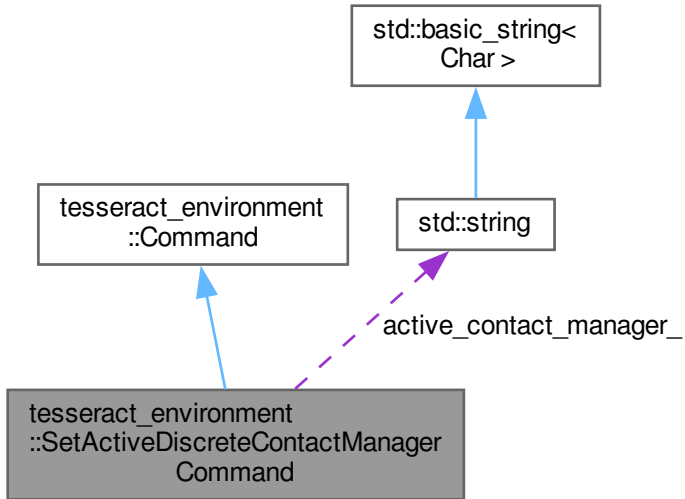 std::basic_string<
Char >
tesseract_environment
::Command
std::string
active_contact_manager_
tesseract_environment
::SetActiveDiscreteContactManager
Command